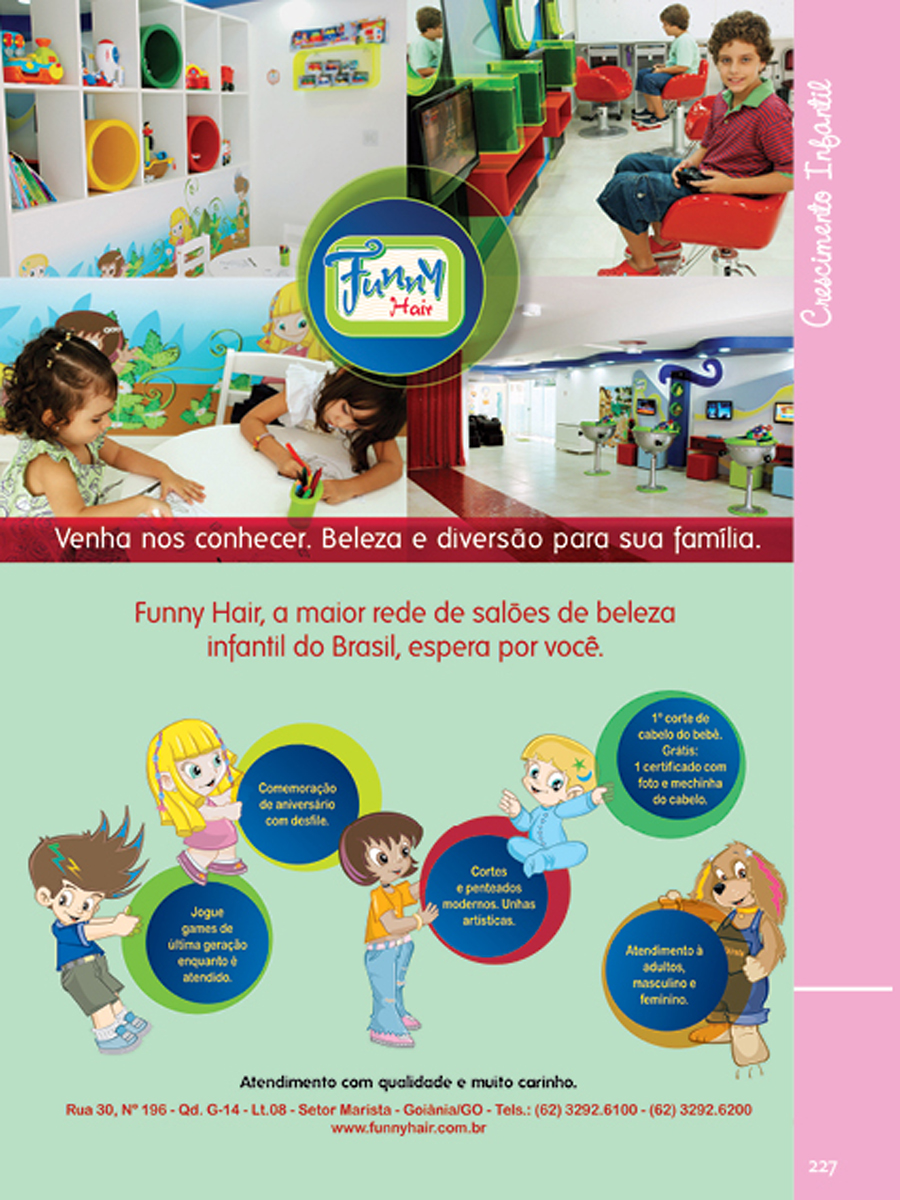 Crescimento Infantil
Funny
Hair
Venha nos conhecer. Beleza e diversão para sua família.
Funny Hair, a maior rede de salões de beleza
infantil do Brasil, espera por você.
1º corte de
cabelo do bebê.
Grátis:
1 certificado com
foto e mechinha
do cabelo.
Comemoração
de aniversário
com desfile.
Cortes
e penteados
modernos. Unhas
artísticas.
Jogue
games de
última geração
enquanto é
atendido.
Atendimento à
adultos,
masculino e
feminino.
Atendimento com qualidade e muito carinho.
Rua 30, Nº 196 - Qd. G-14 - Lt.08 - Setor Marista - Goiânia/GO - Tels.: (62) 3292.6100 - (62) 3292.6200
www.funnyhair.com.br
227